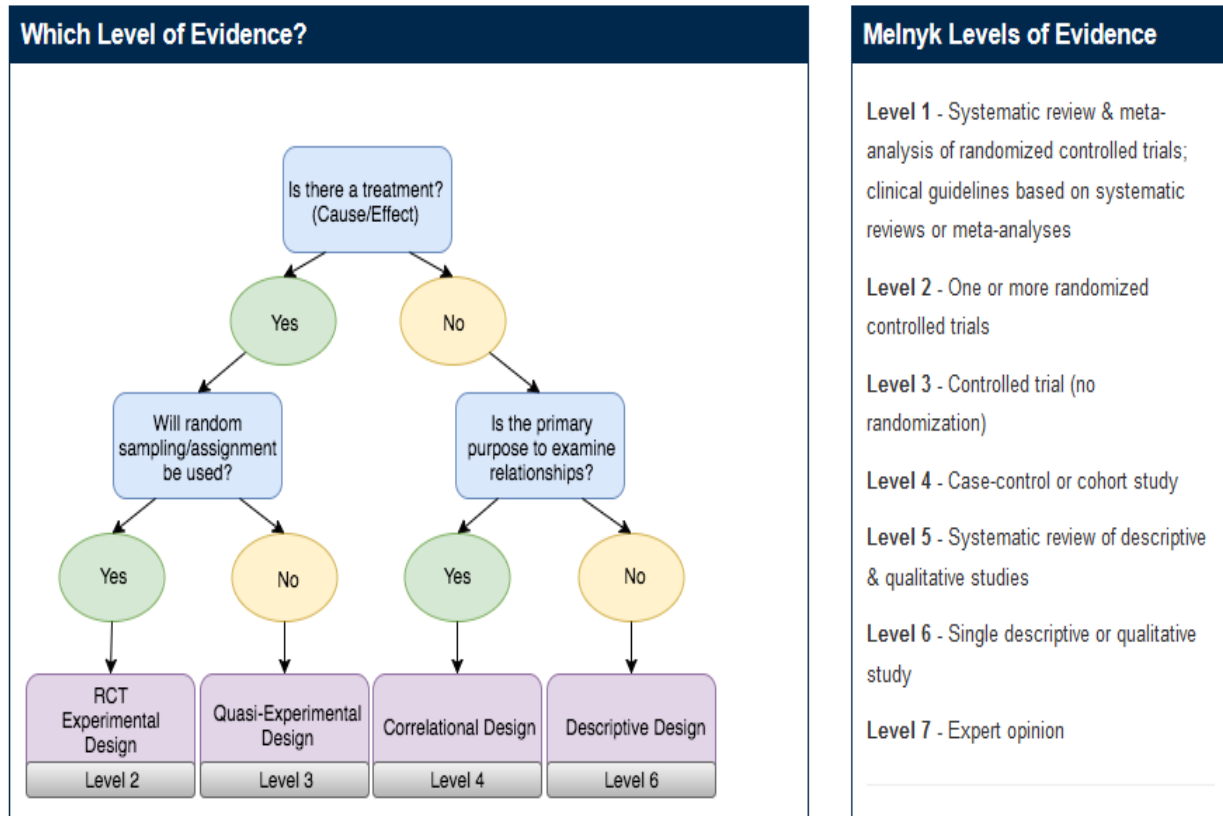 Which Level of Evidence?
Is there a treatment?
(Cause/Effect)
Yes
No
Will random
sampling/assignment
be used?
Is the primary
purpose to examine
relationships?
Yes
No
Yes
No
RCT
Experimental
Design
Level 2
Quasi-Experimental
Design
Level 3
Correlational Design
Level 4
Descriptive Design
Level 6
Melnyk Levels of Evidence
Level 1 - Systematic review & meta-
analysis of randomized controlled trials;
clinical guidelines based on systematic
reviews or meta-analyses
Level 2 - One or more randomized
controlled trials
Level 3 - Controlled trial (no
randomization)
Level 4 - Case-control or cohort study
Level 5 - Systematic review of descriptive
& qualitative studies
Level 6 - Single descriptive or qualitative
study
Level 7 - Expert opinion